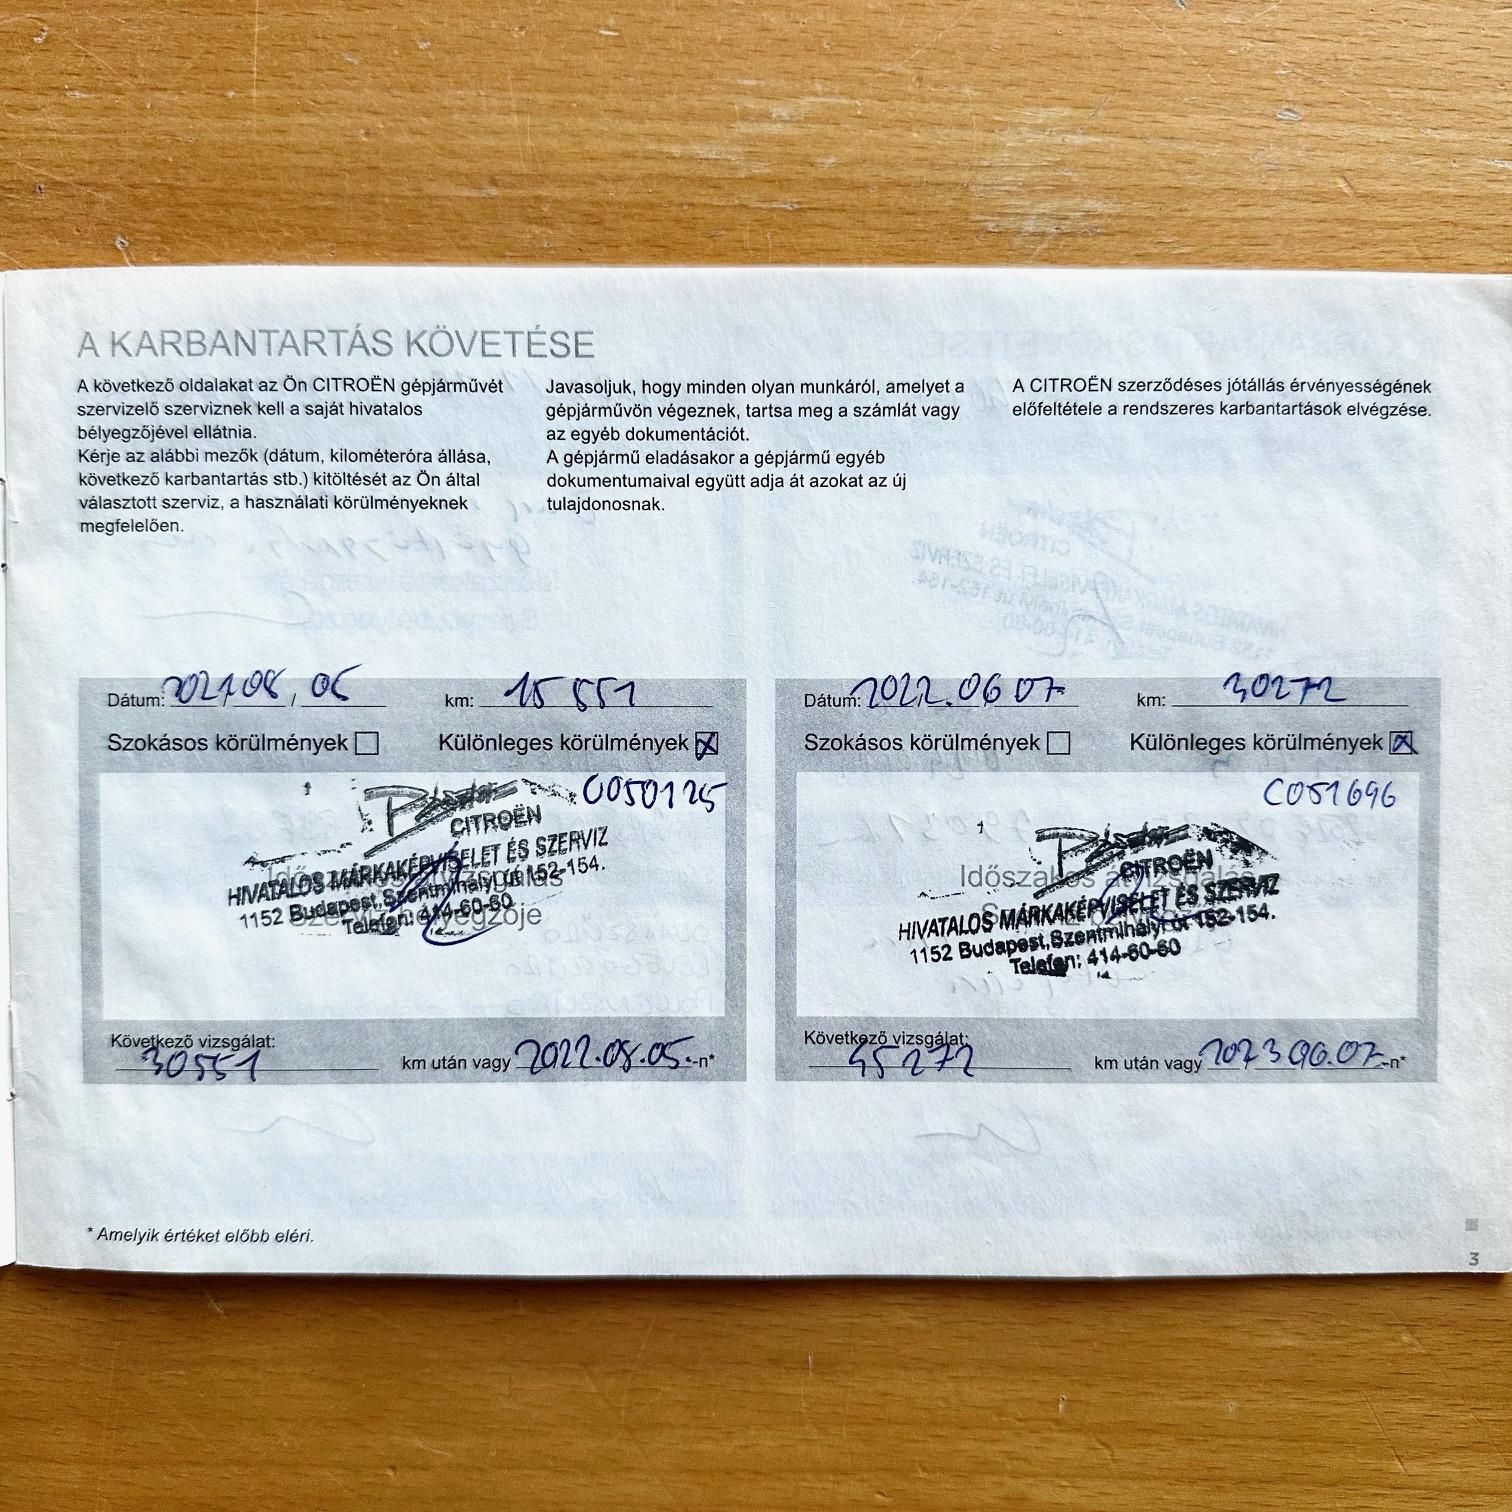 A KARBANTARTÁS KÖVETÉSE
A következő oldalakat az Ön CITROËN gépjárművét
szervizelő szerviznek kell a saját hivatalos
bélyegzőjével ellátnia.
Kérje az alábbi mezők (dátum, kilométeróra állása,
következő karbantartás stb.) kitöltését az Ön által
választott szerviz, a használati körülményeknek
megfelelően.
Javasoljuk, hogy minden olyan munkáról, amelyet a
gépjárművön végeznek, tartsa meg a számlát vagy
az egyéb dokumentációt.
A gépjármű eladásakor a gépjármű egyéb
dokumentumaival együtt adja át azokat az új
tulajdonosnak.
A CITROËN szerződéses jótállás érvényességének
előfeltétele a rendszeres karbantartások elvégzése.
Dátum: 2021/08/05 km: 15551
Szokásos körülmények Különleges körülmények
C050125
CITROËN
HIVATALOS MÁRKAKÉPVISELET ÉS SZERVIZ
1152 Budapest, Szentmihályi út 152-154.
Telefon: 414-60-60
Következő vizsgálat:
30551 km után vagy 2022.08.05.-n*
Dátum: 2022.06 07 km: 30272
Szokásos körülmények Különleges körülmények
C051696
CITROËN
Időszakos átvizsgálás
HIVATALOS MÁRKAKÉPVISELET ÉS SZERVIZ
1152 Budapest, Szentmihályi út 152-154.
Telefon: 414-60-60
Következő vizsgálat:
45272 km után vagy 2023 06.07.-n*
* Amelyik értéket előbb eléri.
3